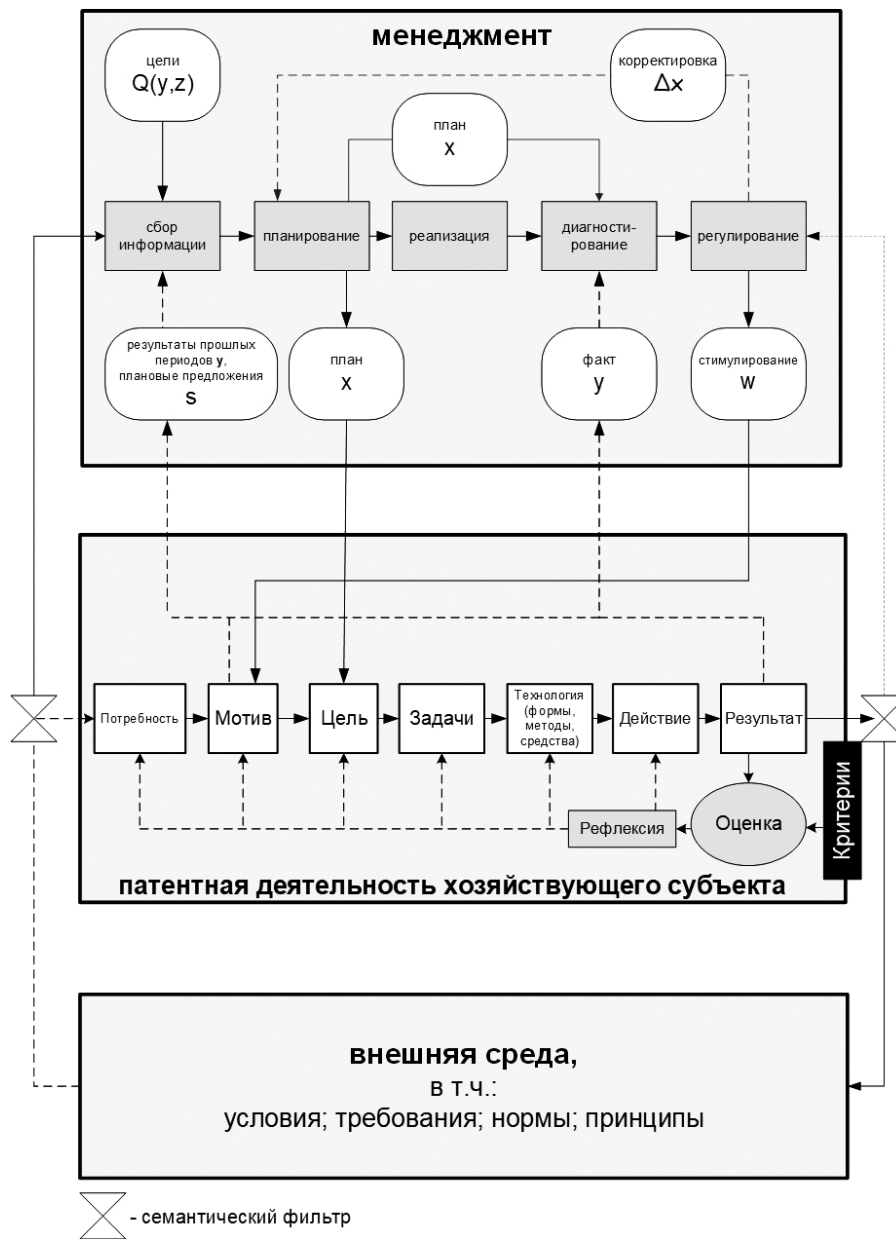 менеджмент
цели
Q(y,z)
корректировка
Δx
план
x
сбор
информации
планирование
реализация
диагности-
рование
регулирование
результаты прошлых
периодов y,
плановые предложения
s
план
x
факт
y
стимулирование
w
Потребность
Мотив
Цель
Задачи
Технология
(формы,
методы,
средства)
Действие
Результат
Рефлексия
Оценка
Критерии
патентная деятельность хозяйствующего субъекта
внешняя среда,
в т.ч.:
условия; требования; нормы; принципы
- семантический фильтр